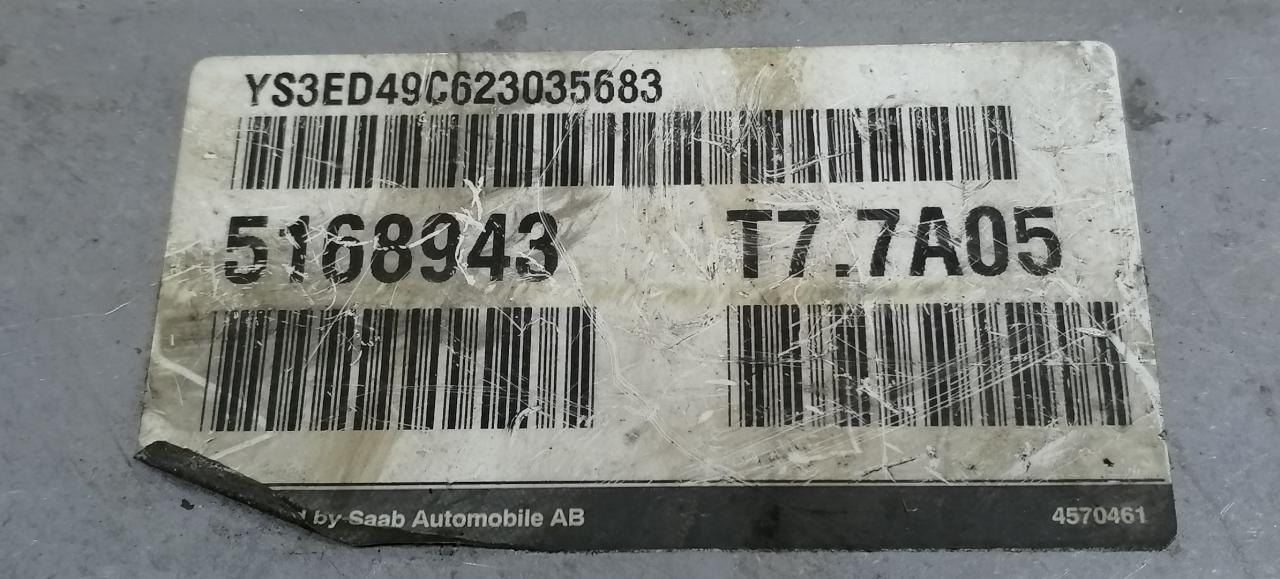 YS3ED49C623035683
5168943 T7.7A05
by Saab Automobile AB 4570461